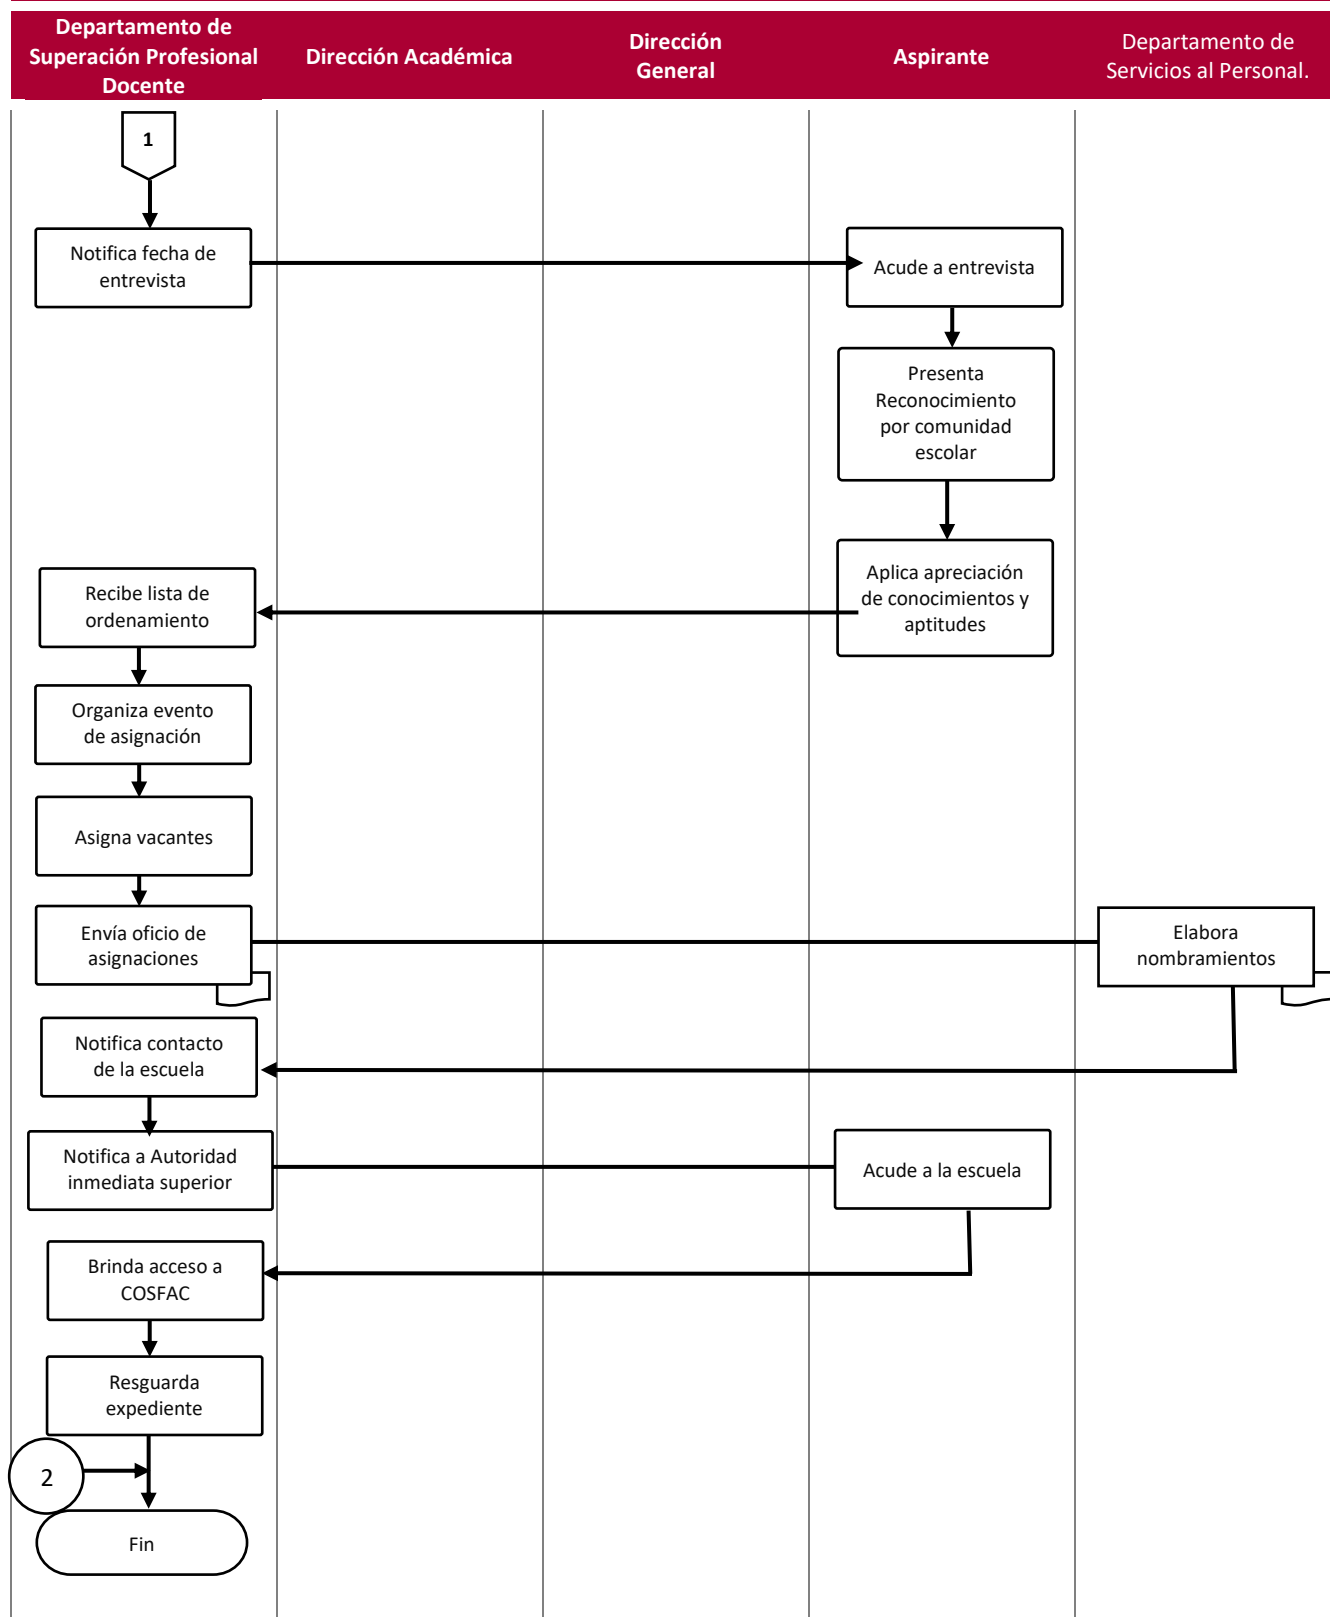 Departamento de
Superación Profesional
Docente
Dirección Académica
Dirección
General
Aspirante
Departamento de
Servicios al Personal.
1
Notifica fecha de
entrevista
Acude a entrevista
Presenta
Reconocimiento
por comunidad
escolar
Aplica apreciación
de conocimientos y
aptitudes
Recibe lista de
ordenamiento
Organiza evento
de asignación
Asigna vacantes
Envía oficio de
asignaciones
Elabora
nombramientos
Notifica contacto
de la escuela
Notifica a Autoridad
inmediata superior
Acude a la escuela
Brinda acceso a
COSFAC
Resguarda
expediente
2
Fin